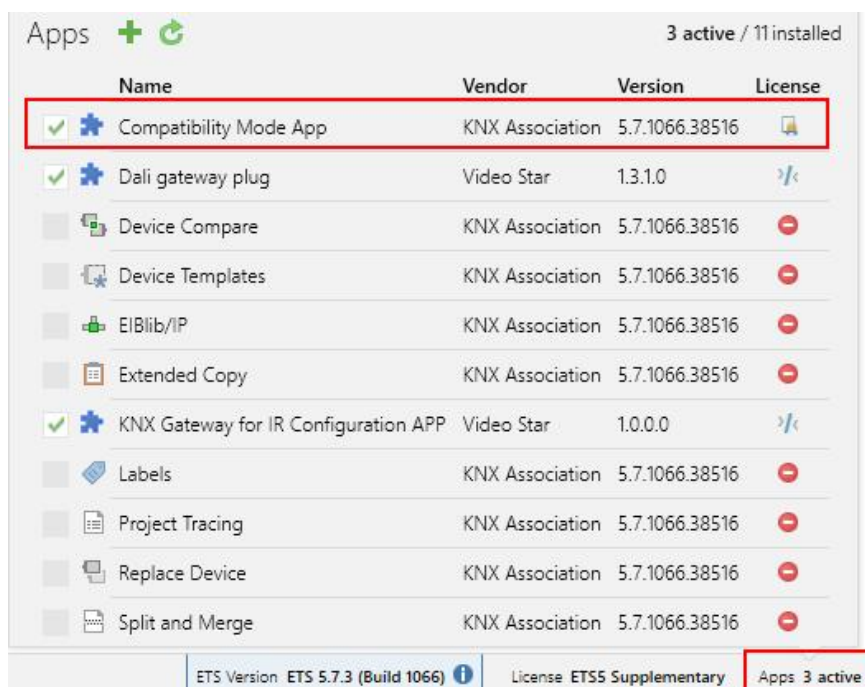 Apps 3 active / 11 installed
Name Vendor Version License
Compatibility Mode App KNX Association 5.7.1066.38516
Dali gateway plug Video Star 1.3.1.0
Device Compare KNX Association 5.7.1066.38516
Device Templates KNX Association 5.7.1066.38516
EIBlib/IP KNX Association 5.7.1066.38516
Extended Copy KNX Association 5.7.1066.38516
KNX Gateway for IR Configuration APP Video Star 1.0.0.0
Labels KNX Association 5.7.1066.38516
Project Tracing KNX Association 5.7.1066.38516
Replace Device KNX Association 5.7.1066.38516
Split and Merge KNX Association 5.7.1066.38516
ETS Version ETS 5.7.3 (Build 1066) License ETS5 Supplementary Apps 3 active